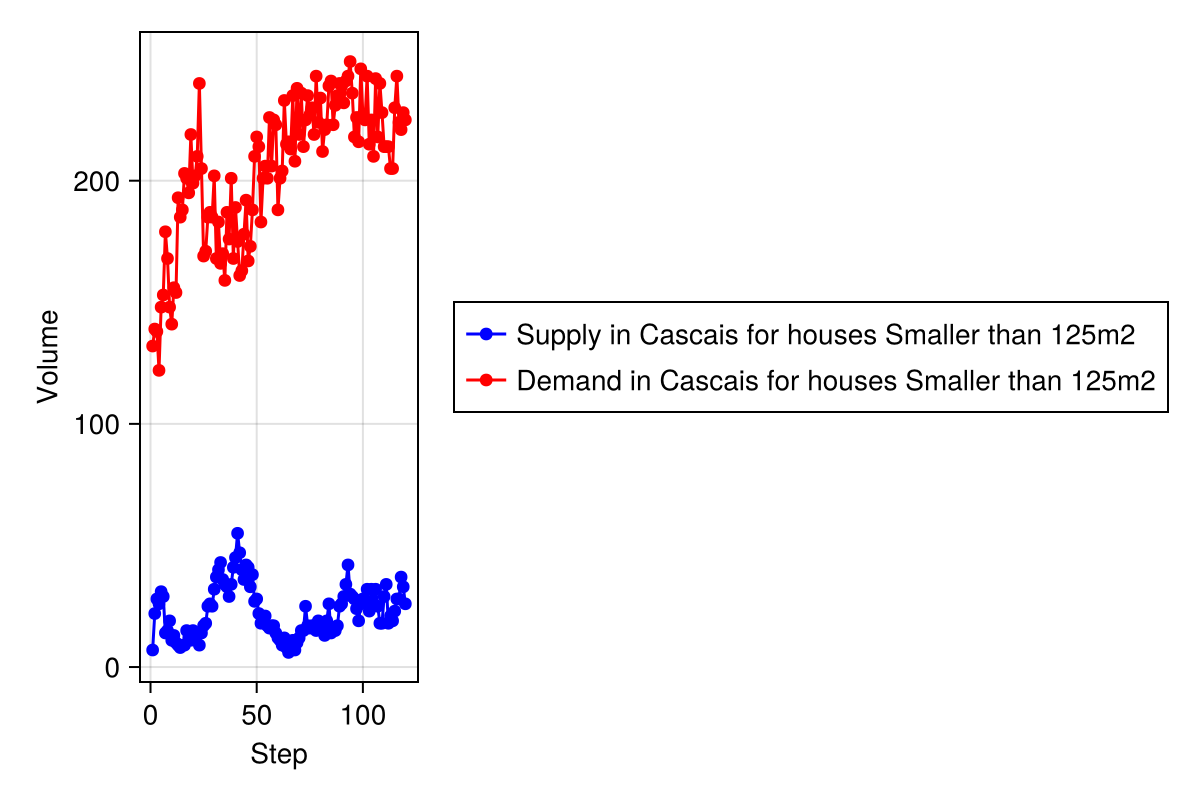 Volume
200
100
0
0 50 100
Step
Supply in Cascais for houses Smaller than 125m2
Demand in Cascais for houses Smaller than 125m2